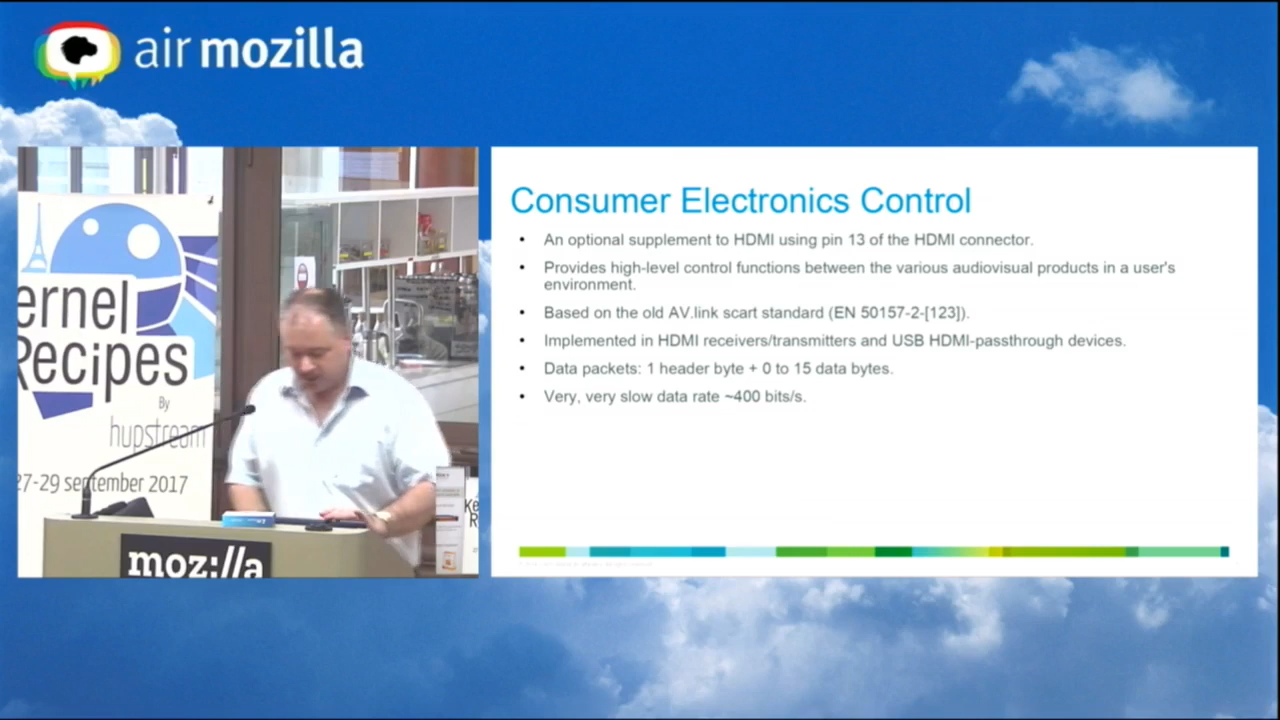 air mozilla
ernel
Recipes
By
hupstream
27-29 september 2017
moz://a
Consumer Electronics Control
• An optional supplement to HDMI using pin 13 of the HDMI connector.
• Provides high-level control functions between the various audiovisual products in a user's
environment.
• Based on the old AV.link scart standard (EN 50157-2-[123]).
• Implemented in HDMI receivers/transmitters and USB HDMI-passthrough devices.
• Data packets: 1 header byte + 0 to 15 data bytes.
• Very, very slow data rate ~400 bits/s.